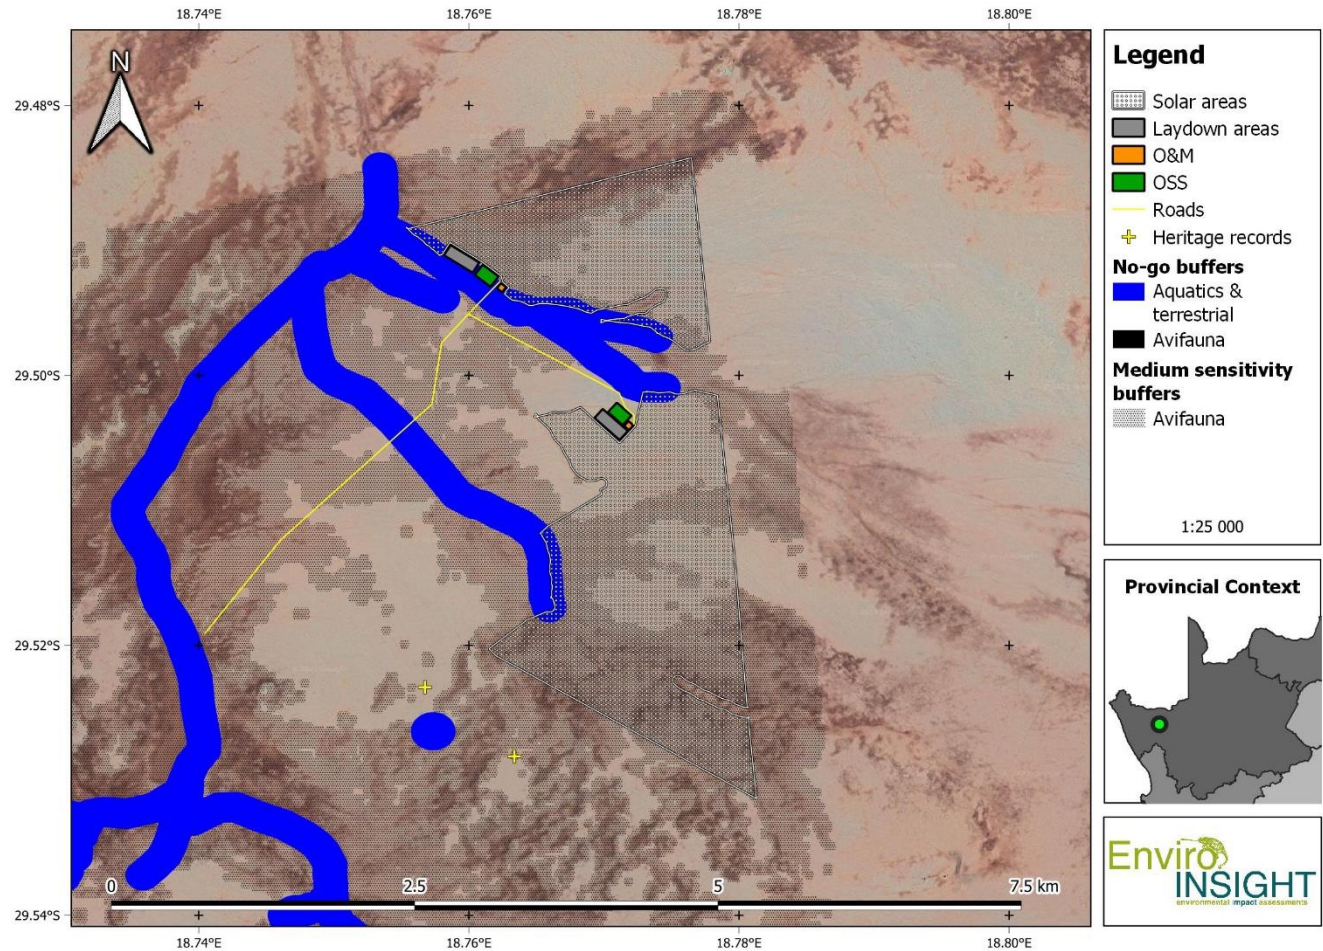 18.74°E 18.76°E 18.78°E 18.80°E
N
29.48°S
29.50°S
29.52°S
29.54°S
0 2.5 5 7.5 km
18.74°E 18.76°E 18.78°E 18.80°E
Legend
Solar areas
Laydown areas
O&M
OSS
Roads
Heritage records
No-go buffers
Aquatics &
terrestrial
Avifauna
Medium sensitivity
buffers
Avifauna
1:25 000
Provincial Context
Enviro
INSIGHT
environmental impact assessments